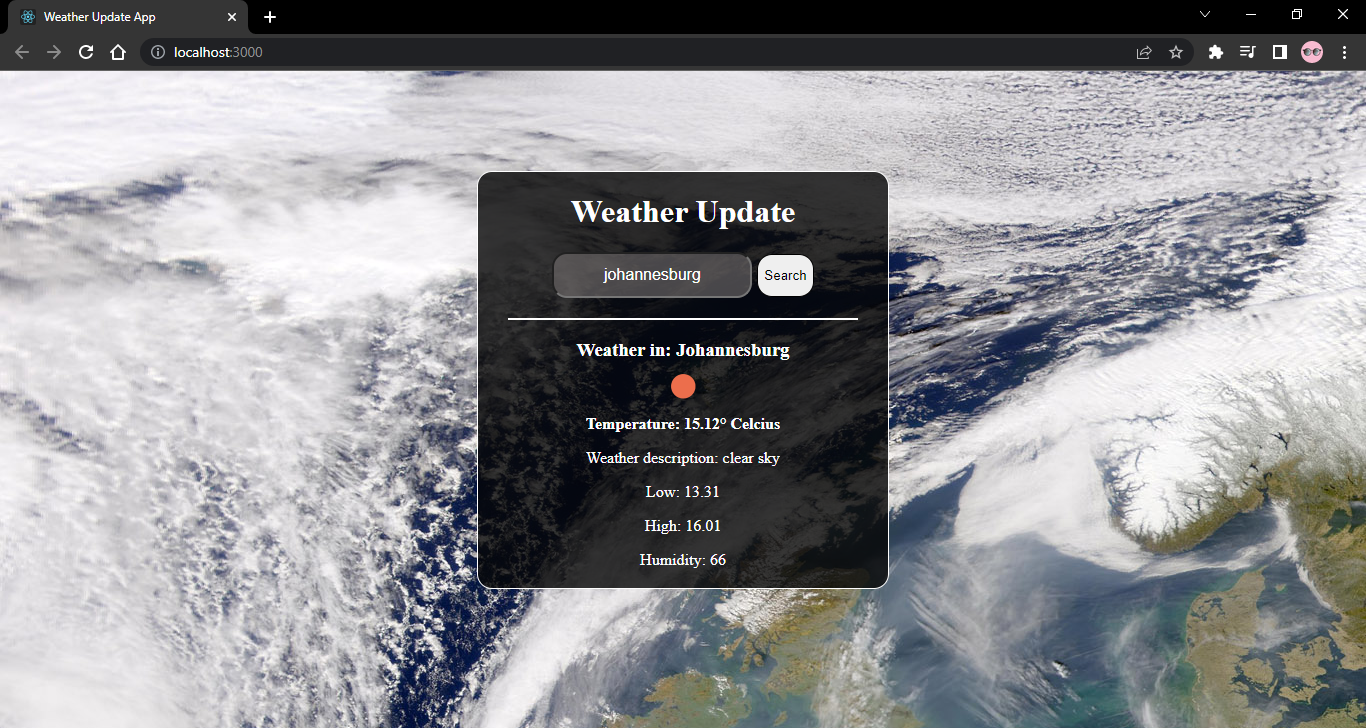 Weather Update App
localhost:3000
Weather Update
johannesburg
Search
Weather in: Johannesburg
Temperature: 15.12° Celcius
Weather description: clear sky
Low: 13.31
High: 16.01
Humidity: 66